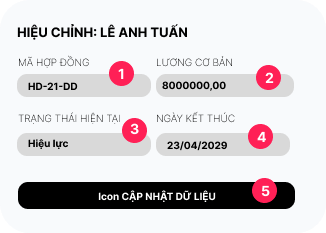 HIỆU CHỈNH: LÊ ANH TUẤN
MÃ HỢP ĐỒNG
LƯƠNG CƠ BẢN
1
2
HD-21-DD
8000000,00
TRẠNG THÁI HIỆN TẠI
NGÀY KẾT THÚC
3
4
Hiệu lực
23/04/2029
5
Icon CẬP NHẬT DỮ LIỆU